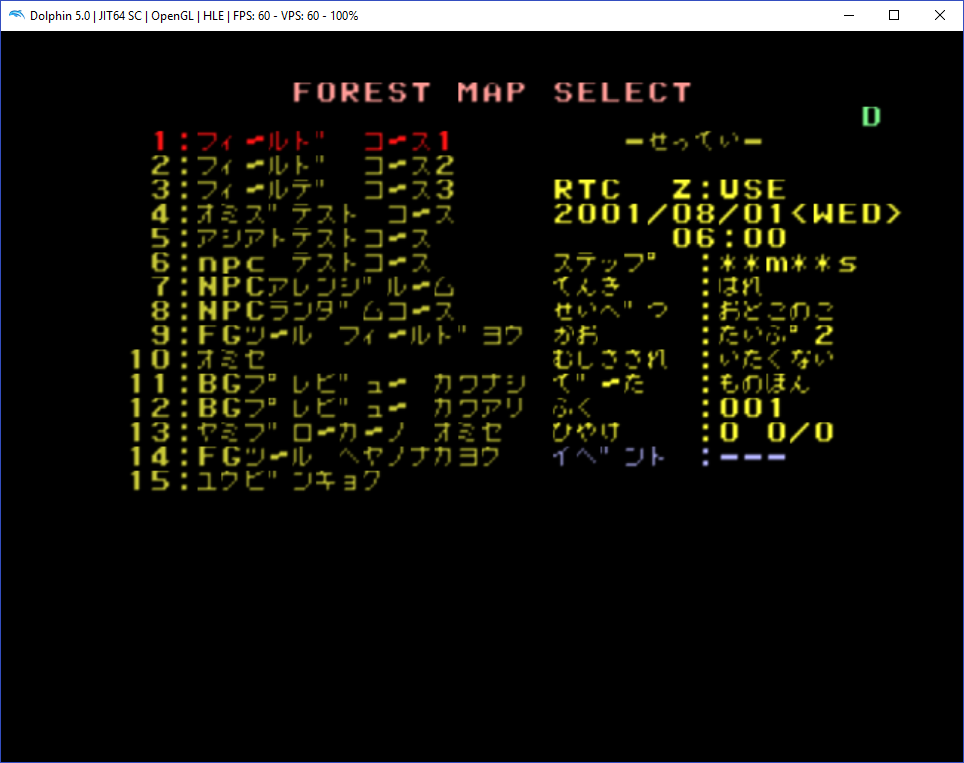 Dolphin 5.0 | JIT64 SC | OpenGL | HLE | FPS: 60 - VPS: 60 - 100%
FOREST MAP SELECT
D
1:フィールド コース1
2:フィールド コース2
3:フィールデ コース3
4:オミズテスト コース
5:アシアトテストコース
6:npc テストコース
7:NPCアレンジルーム
8:NPCランダムコース
9:FGツール フィールドヨウ
10:オミセ
11:BGプレビュー カワナシ
12:BGプレビュー カワアリ
13:ヤミブローカーノ オミセ
14:FGツール ヘヤノナカヨウ
15:ユウビンキョク
ーせっていー
RTC Z:USE
2001/08/01<WED>
06:00
ステップ :**m**s
てんき :はれ
せいべつ :おとこのこ
かお :たいぷ2
むしさされ :いたくない
でーた :ものほん
ふく :001
ひやけ :0 0/0
イベント :---